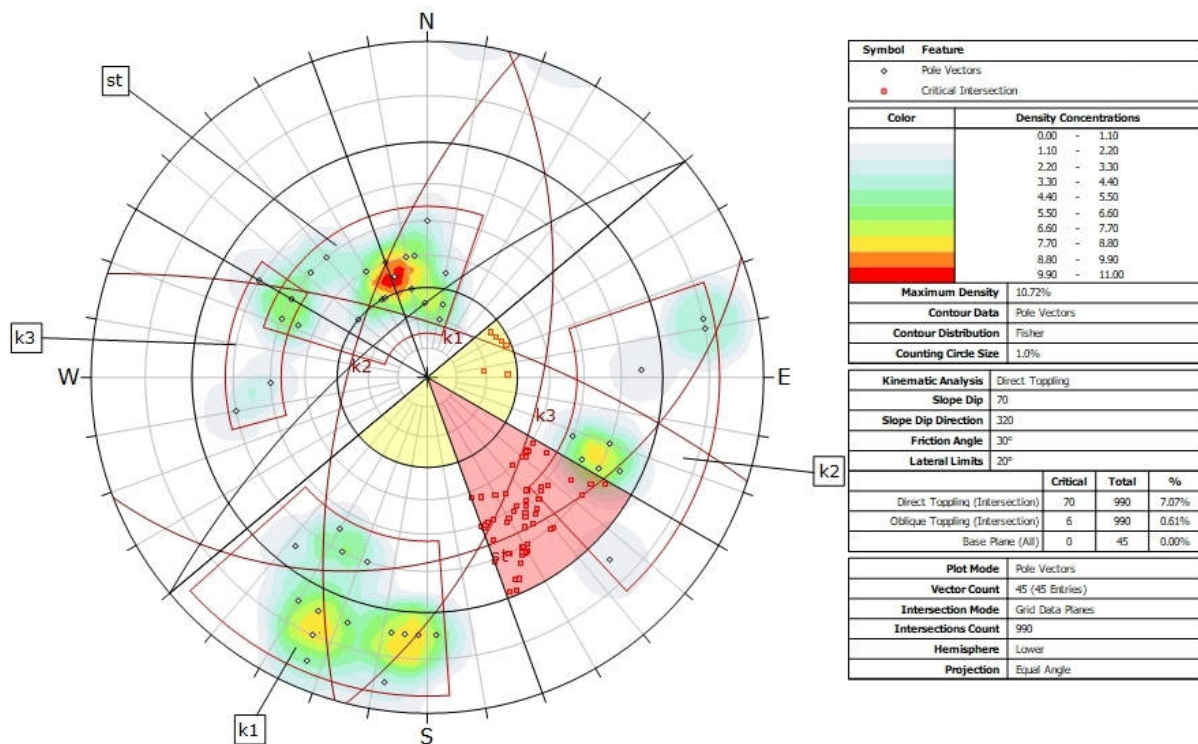 N
st
k3
W
k1
k2
E
k3
k2
st
k1
S
Symbol Feature
Pole Vectors
Critical Intersection
Color Density Concentrations
0.00 - 1.10
1.10 - 2.20
2.20 - 3.30
3.30 - 4.40
4.40 - 5.50
5.50 - 6.60
6.60 - 7.70
7.70 - 8.80
8.80 - 9.90
9.90 - 11.00
Maximum Density 10.72%
Contour Data Pole Vectors
Contour Distribution Fisher
Counting Circle Size 1.0%
Kinematic Analysis Direct Toppling
Slope Dip 70
Slope Dip Direction 320
Friction Angle 30°
Lateral Limits 20°
Critical Total %
Direct Toppling (Intersection) 70 990 7.07%
Oblique Toppling (Intersection) 6 990 0.61%
Base Plane (All) 0 45 0.00%
Plot Mode Pole Vectors
Vector Count 45 (45 Entries)
Intersection Mode Grid Data Planes
Intersections Count 990
Hemisphere Lower
Projection Equal Angle